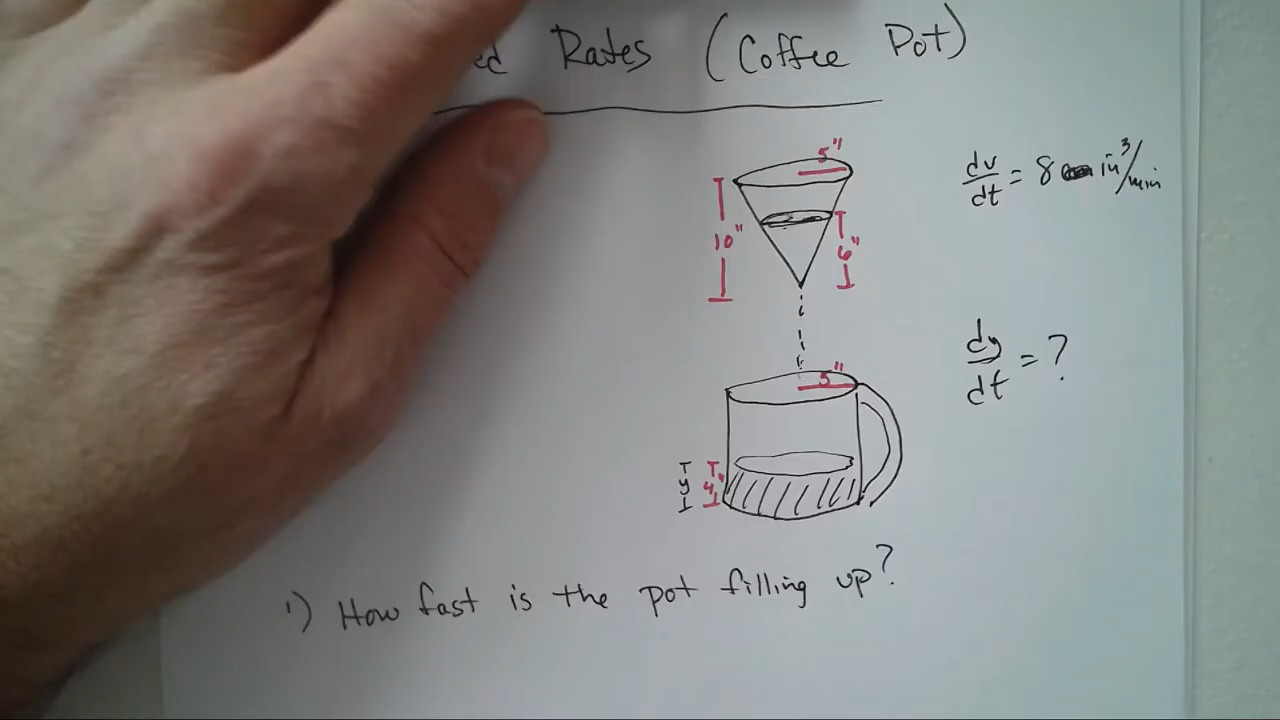 ed Rates (Coffee Pot)
5"
dv/dt = 8 in³/min
10"
6"
dy/dt = ?
5"
y
4"
1) How fast is the pot filling up?